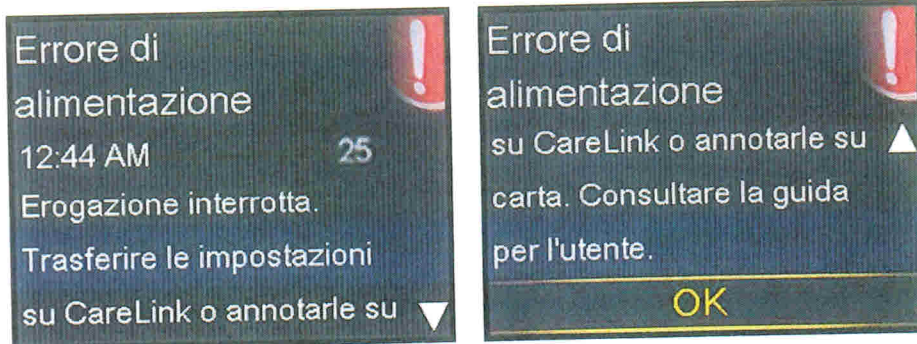 Errore di
alimentazione
12:44 AM 25
Erogazione interrotta.
Trasferire le impostazioni
su CareLink o annotarle su
Errore di
alimentazione
su CareLink o annotarle su
carta. Consultare la guida
per l'utente.
OK